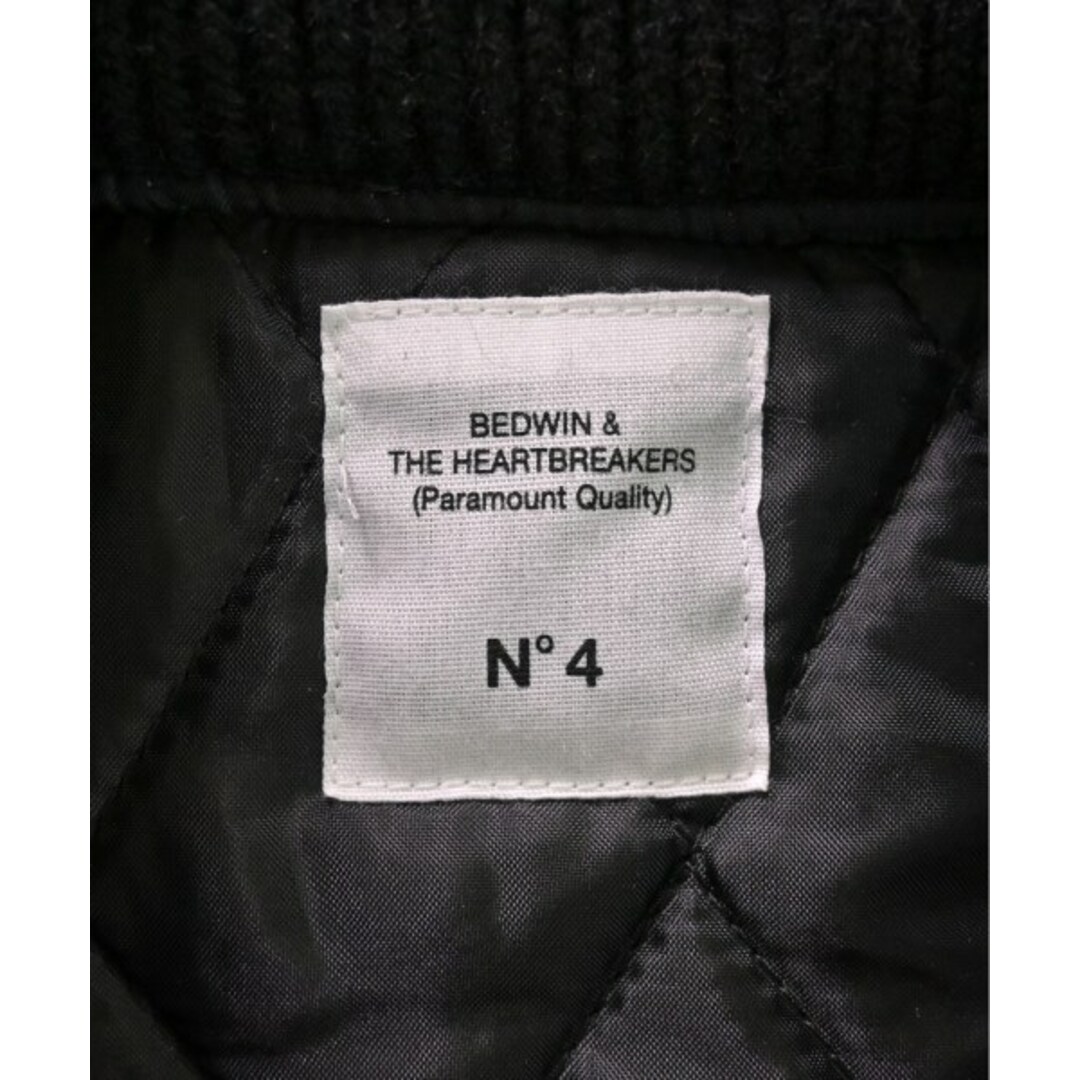 BEDWIN &
THE HEARTBREAKERS
(Paramount Quality)
N° 4